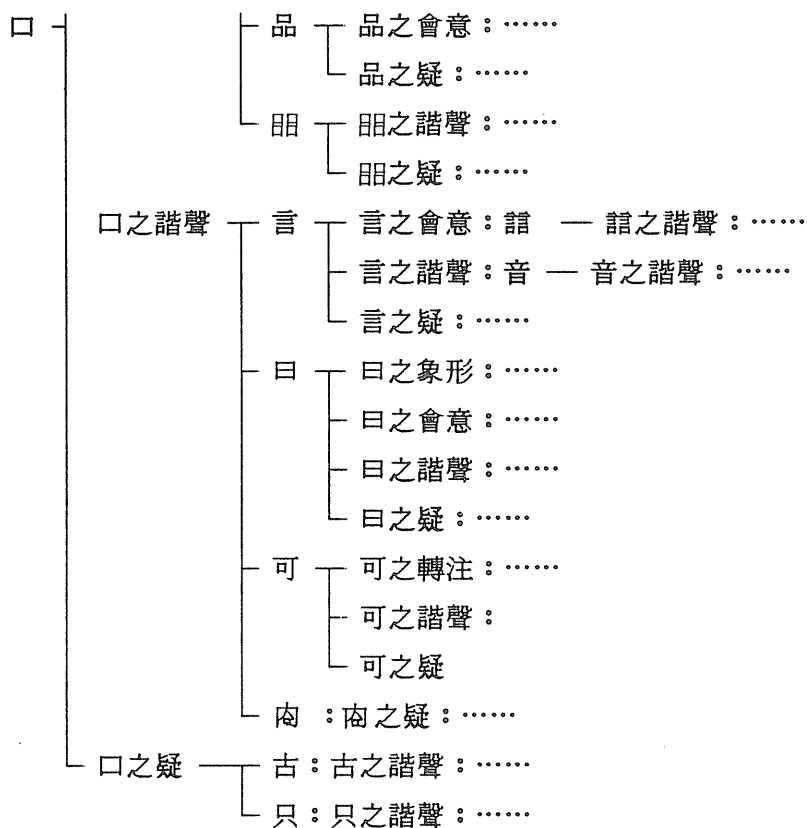 口 品 品之會意：……
品之疑：……
㗊 㗊之諧聲：……
㗊之疑：……
口之諧聲 言 言之會意：誩 — 誩之諧聲：……
言之諧聲：音 — 音之諧聲：……
言之疑：……
曰 曰之象形：……
曰之會意：……
曰之諧聲：……
曰之疑：……
可 可之轉注：……
可之諧聲：
可之疑
㕯 ：㕯之疑：……
口之疑 古：古之諧聲：……
只：只之諧聲：……